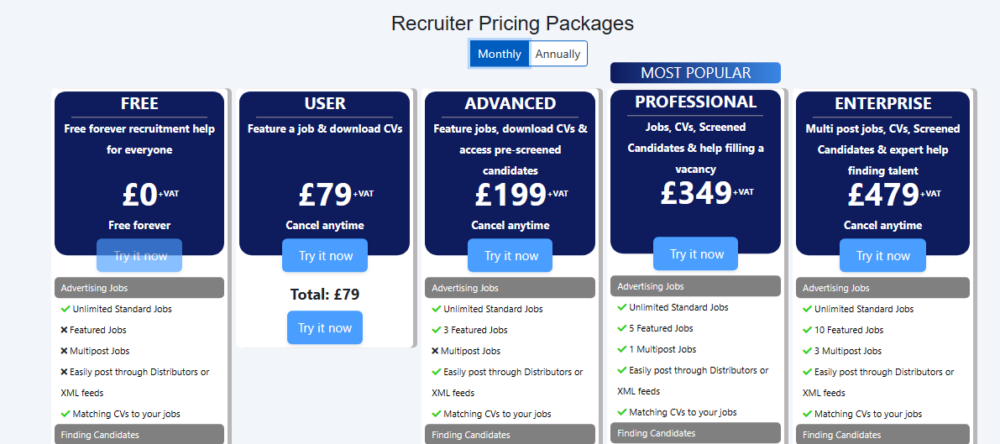 Recruiter Pricing Packages
Monthly
Annually
MOST POPULAR
FREE
Free forever recruitment help
for everyone
£0+VAT
Free forever
Try it now
Advertising Jobs
Unlimited Standard Jobs
Featured Jobs
Multipost Jobs
Easily post through Distributors or
XML feeds
Matching CVs to your jobs
Finding Candidates
USER
Feature a job & download CVs
£79+VAT
Cancel anytime
Try it now
Total: £79
Try it now
ADVANCED
Feature jobs, download CVs &
access pre-screened
candidates
£199+VAT
Cancel anytime
Try it now
Advertising Jobs
Unlimited Standard Jobs
3 Featured Jobs
Multipost Jobs
Easily post through Distributors or
XML feeds
Matching CVs to your jobs
Finding Candidates
PROFESSIONAL
Jobs, CVs, Screened
Candidates & help filling a
vacancy
£349+VAT
Try it now
Advertising Jobs
Unlimited Standard Jobs
5 Featured Jobs
1 Multipost Jobs
Easily post through Distributors or
XML feeds
Matching CVs to your jobs
Finding Candidates
ENTERPRISE
Multi post jobs, CVs, Screened
Candidates & expert help
finding talent
£479+VAT
Cancel anytime
Try it now
Advertising Jobs
Unlimited Standard Jobs
10 Featured Jobs
3 Multipost Jobs
Easily post through Distributors or
XML feeds
Matching CVs to your jobs
Finding Candidates